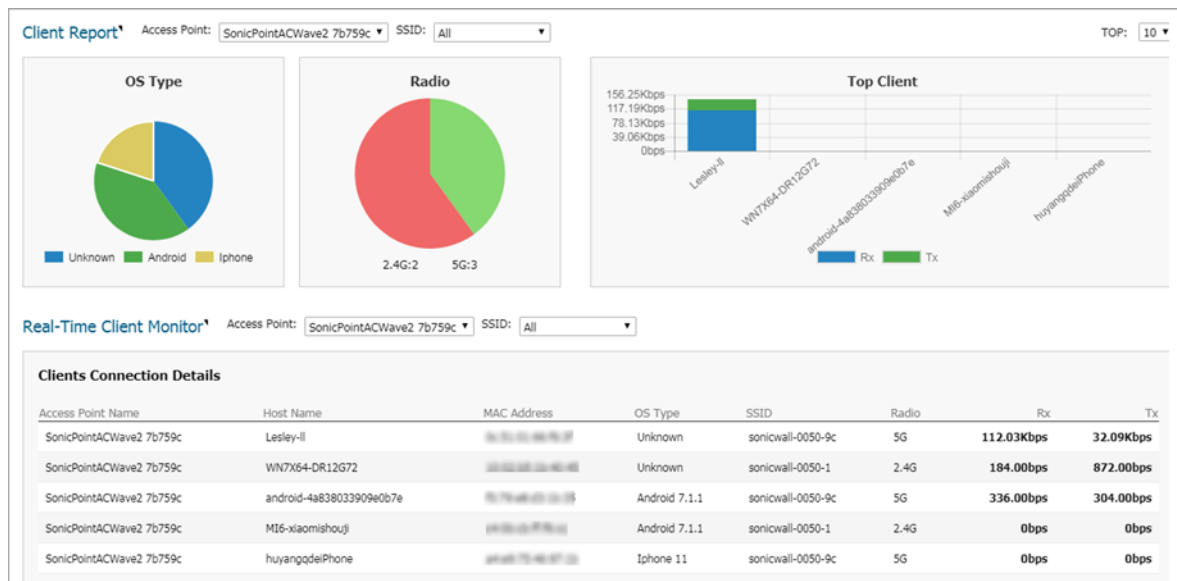 Client Report Access Point: SonicPointACWave2 7b759c SSID: All TOP: 10
OS Type
Unknown Android Iphone
Radio
2.4G:2 5G:3
Top Client
156.25Kbps
117.19Kbps
78.13Kbps
39.06Kbps
0bps
Lesley-ll
WN7X64-DR12G72
android-4a838033909e0b7e
MI6-xiaomishouji
huyangqdeiPhone
Rx Tx
Real-Time Client Monitor Access Point: SonicPointACWave2 7b759c SSID: All
Clients Connection Details
Access Point Name Host Name MAC Address OS Type SSID Radio Rx Tx
SonicPointACWave2 7b759c Lesley-ll Unknown sonicwall-0050-9c 5G 112.03Kbps 32.09Kbps
SonicPointACWave2 7b759c WN7X64-DR12G72 Unknown sonicwall-0050-1 2.4G 184.00bps 872.00bps
SonicPointACWave2 7b759c android-4a838033909e0b7e Android 7.1.1 sonicwall-0050-9c 5G 336.00bps 304.00bps
SonicPointACWave2 7b759c MI6-xiaomishouji Android 7.1.1 sonicwall-0050-1 2.4G 0bps 0bps
SonicPointACWave2 7b759c huyangqdeiPhone Iphone 11 sonicwall-0050-9c 5G 0bps 0bps